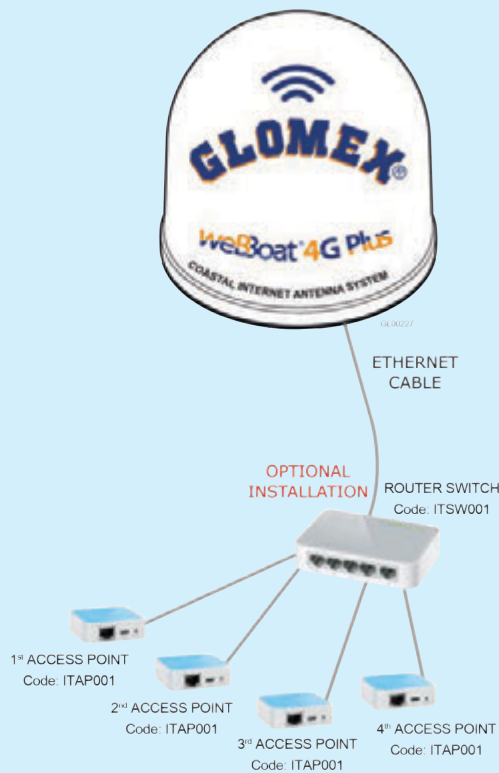 GLOMEX®
weBBoat® 4G Plus
COASTAL INTERNET ANTENNA SYSTEM
GL00227
ETHERNET
CABLE
OPTIONAL
INSTALLATION
ROUTER SWITCH
Code: ITSW001
1st ACCESS POINT
Code: ITAP001
2nd ACCESS POINT
Code: ITAP001
3rd ACCESS POINT
Code: ITAP001
4th ACCESS POINT
Code: ITAP001